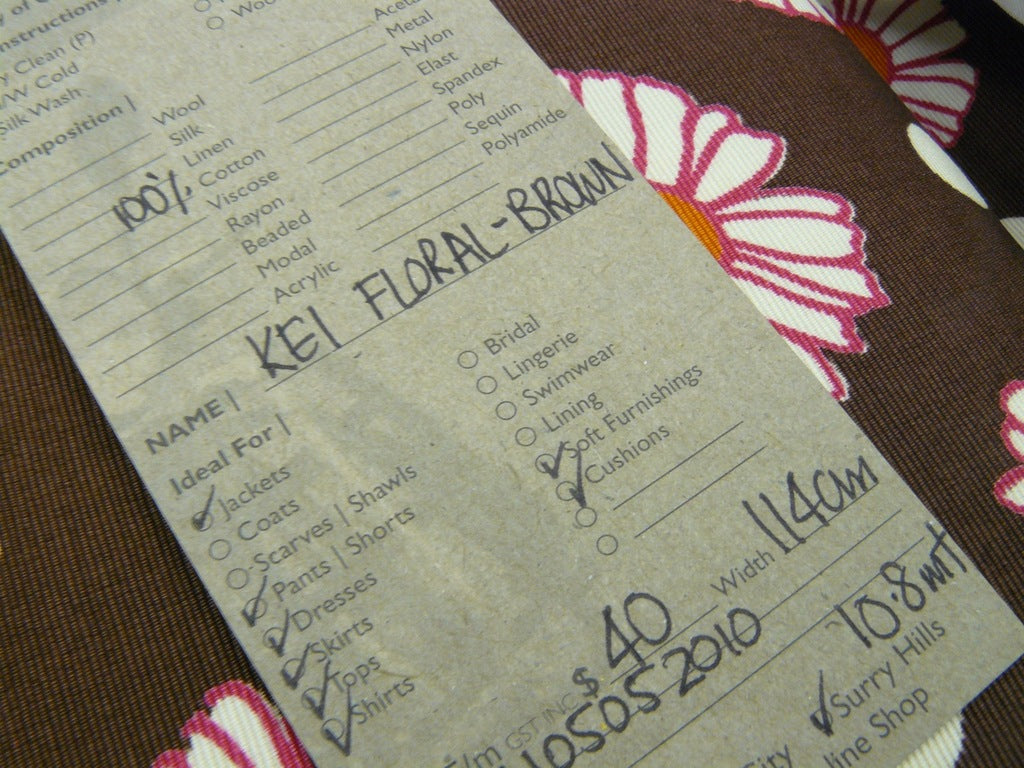 Clean (P)
Cold
Silk Wash
Composition |
Wool
Silk
Linen
100% Cotton
Viscose
Rayon
Beaded
Modal
Acrylic
Metal
Nylon
Elast
Spandex
Poly
Sequin
Polyamide
NAME | KEI FLORAL-BROWN
Ideal For |
Jackets
Coats
Scarves | Shawls
Pants | Shorts
Dresses
Skirts
Tops
Shirts
Bridal
Lingerie
Swimwear
Lining
Soft Furnishings
Cushions
/m GST INC $ 40 Width 114cm
10505 2010 10.8mt
City
Surry Hills
line Shop